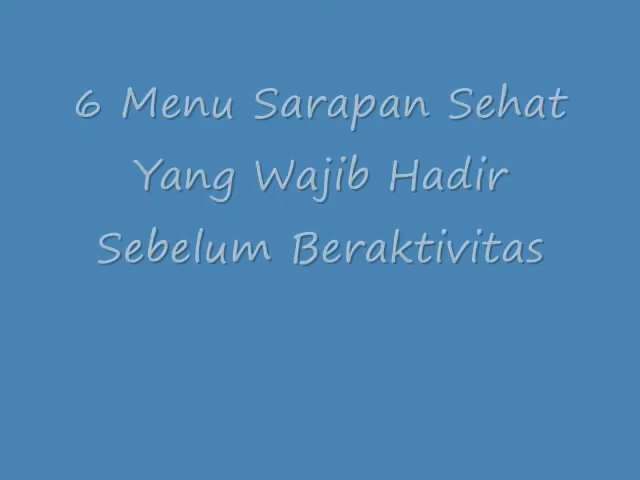 6 Menu Sarapan Sehat
Yang Wajib Hadir
Sebelum Beraktivitas